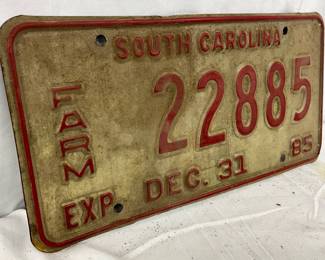 SOUTH CAROLINA
FARM
22885
EXP. DEC. 31 85